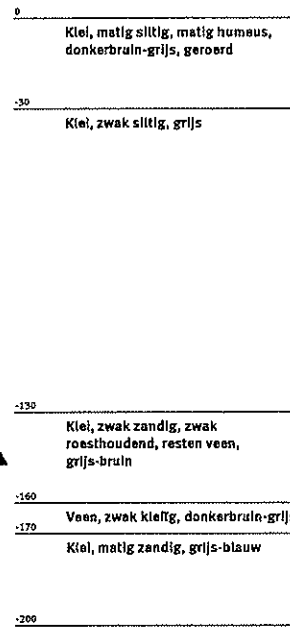 0
Klei, matig siltig, matig humeus,
donkerbruin-grijs, geroerd
-30
Klei, zwak siltig, grijs
-130
Klei, zwak zandig, zwak
roesthoudend, resten veen,
grijs-bruin
-160
Veen, zwak kleiïg, donkerbruin-grijs
-170
Klei, matig zandig, grijs-blauw
-200